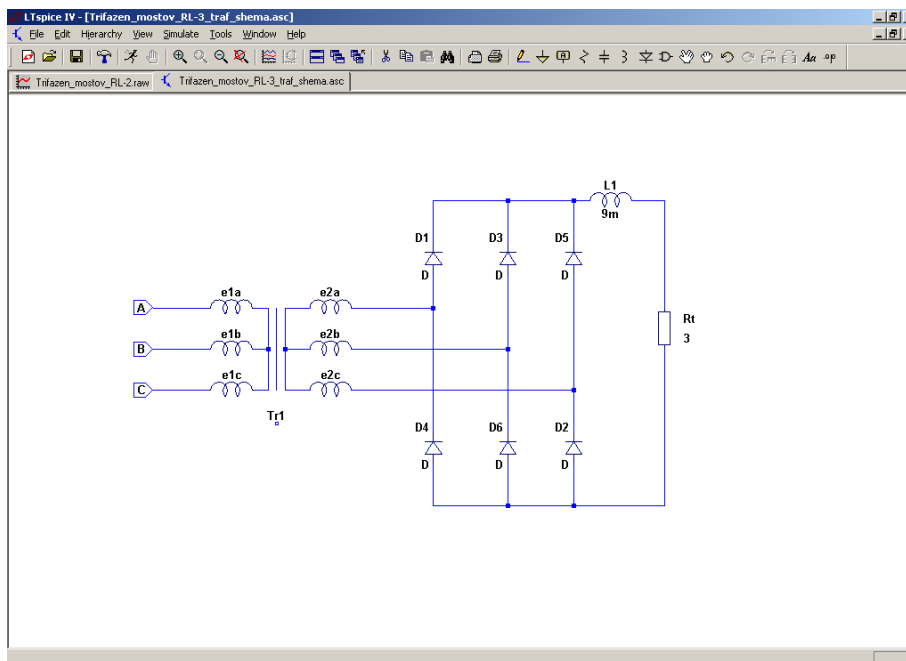 LTspice IV - [Trifazen_mostov_RL-3_traf_shema.asc]
File Edit Hierarchy View Simulate Tools Window Help
Aa .op
Trifazen_mostov_RL-2.raw Trifazen_mostov_RL-3_traf_shema.asc
L1
9m
D1 D3 D5
D D D
e1a e2a
A
Rt
3
e1b e2b
B
e1c e2c
C
Tr1
D4 D6 D2
D D D